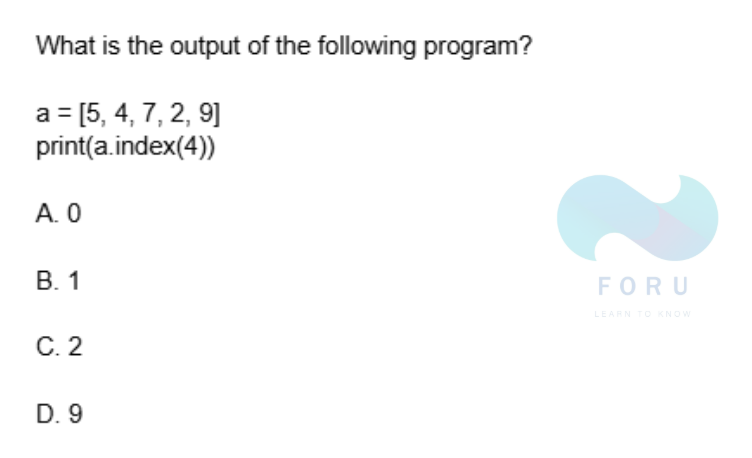 What is the output of the following program?
a = [5, 4, 7, 2, 9]
print(a.index(4))
A. 0
B. 1
C. 2
D. 9
FORU
LEARN TO KNOW